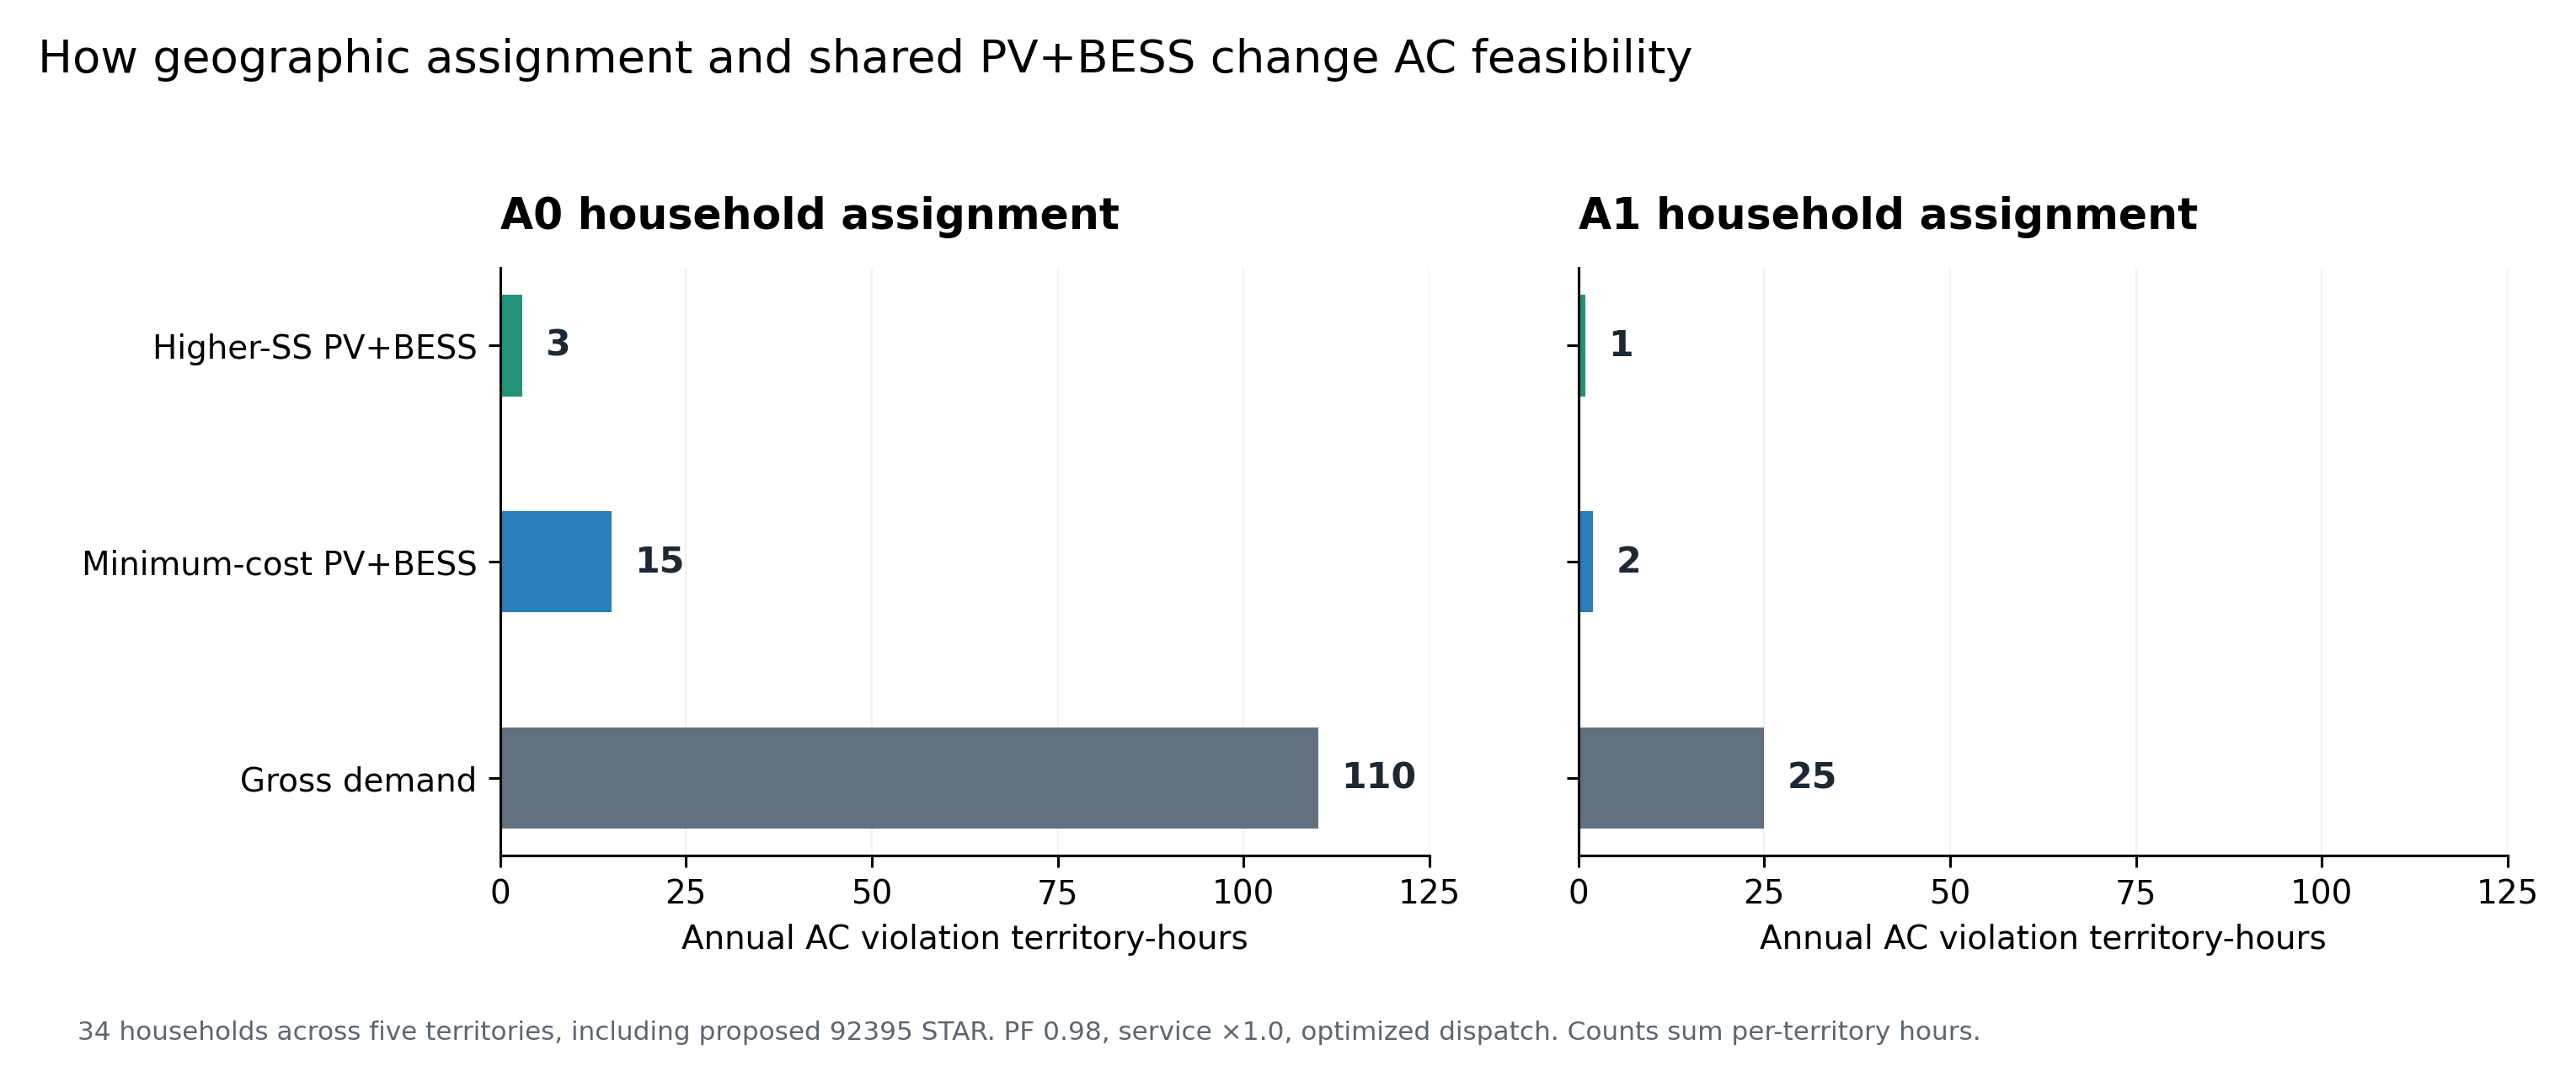 How geographic assignment and shared PV+BESS change AC feasibility
A0 household assignment
Higher-SS PV+BESS
3
Minimum-cost PV+BESS
15
Gross demand
110
0 25 50 75 100 125
Annual AC violation territory-hours
A1 household assignment
1
2
25
0 25 50 75 100 125
Annual AC violation territory-hours
34 households across five territories, including proposed 92395 STAR. PF 0.98, service ×1.0, optimized dispatch. Counts sum per-territory hours.